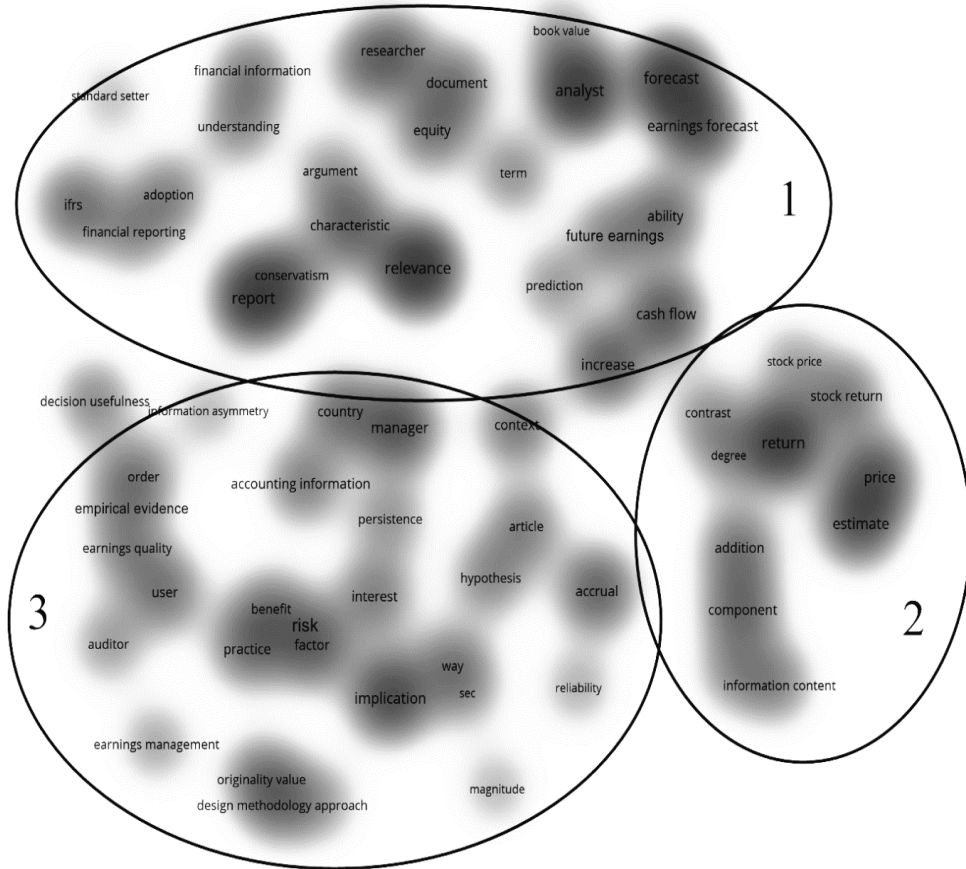 book value
researcher
financial information
document
forecast
analyst
standard setter
understanding
equity
earnings forecast
argument
term
ifrs
adoption
1
financial reporting
characteristic
ability
future earnings
conservatism
relevance
prediction
report
cash flow
increase
stock price
decision usefulness
information asymmetry
country
manager
context
contrast
stock return
return
degree
order
accounting information
price
empirical evidence
persistence
article
estimate
earnings quality
addition
user
hypothesis
accrual
3
benefit
interest
component
2
risk
auditor
practice
factor
way
implication
sec
reliability
information content
earnings management
originality value
magnitude
design methodology approach